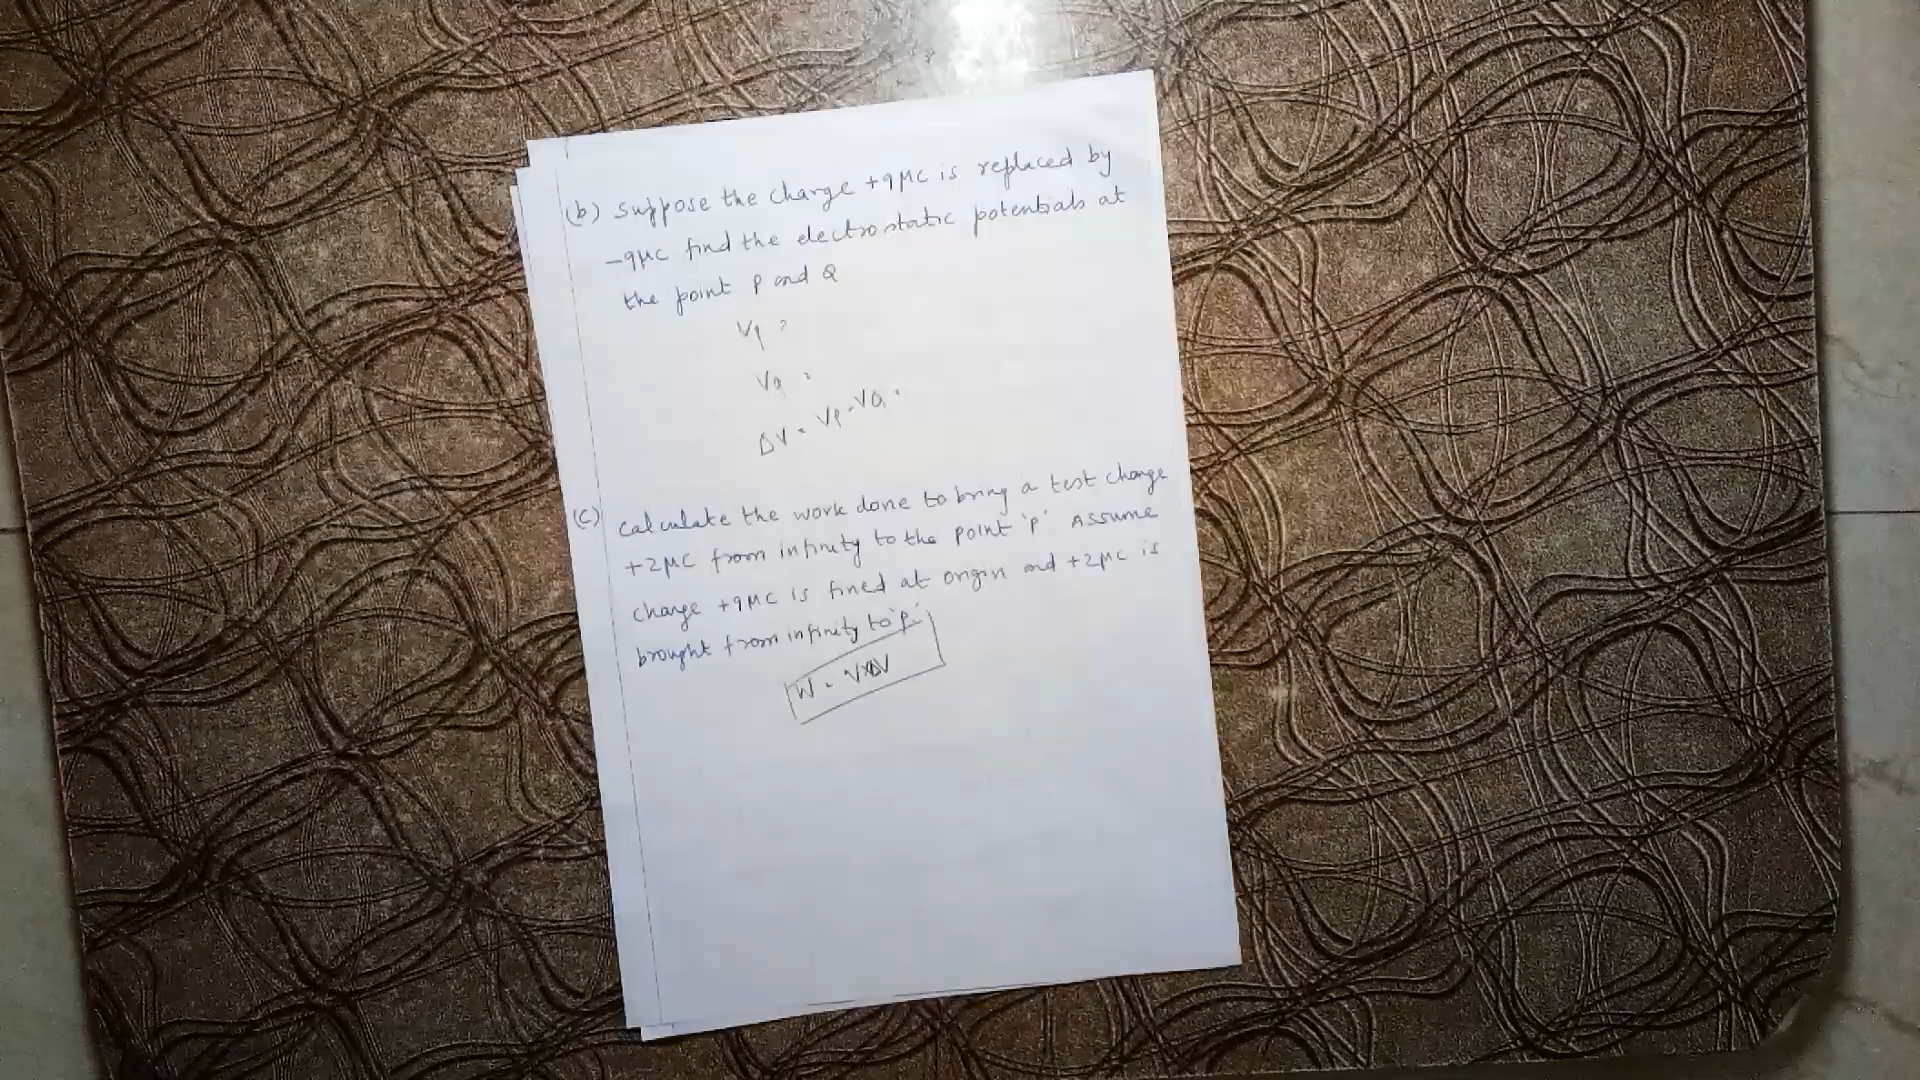 (b) suppose the charge +9μC is replaced by
-9μC find the electrostatic potentials at
the point P and Q
VP =
VQ =
ΔV = VP - VQ =
(C) calculate the work done to bring a test charge
+2μC from infinity to the point 'P' Assume
charge +9μC is fined at origin and +2μC is
brought from infinity to 'P'
W =